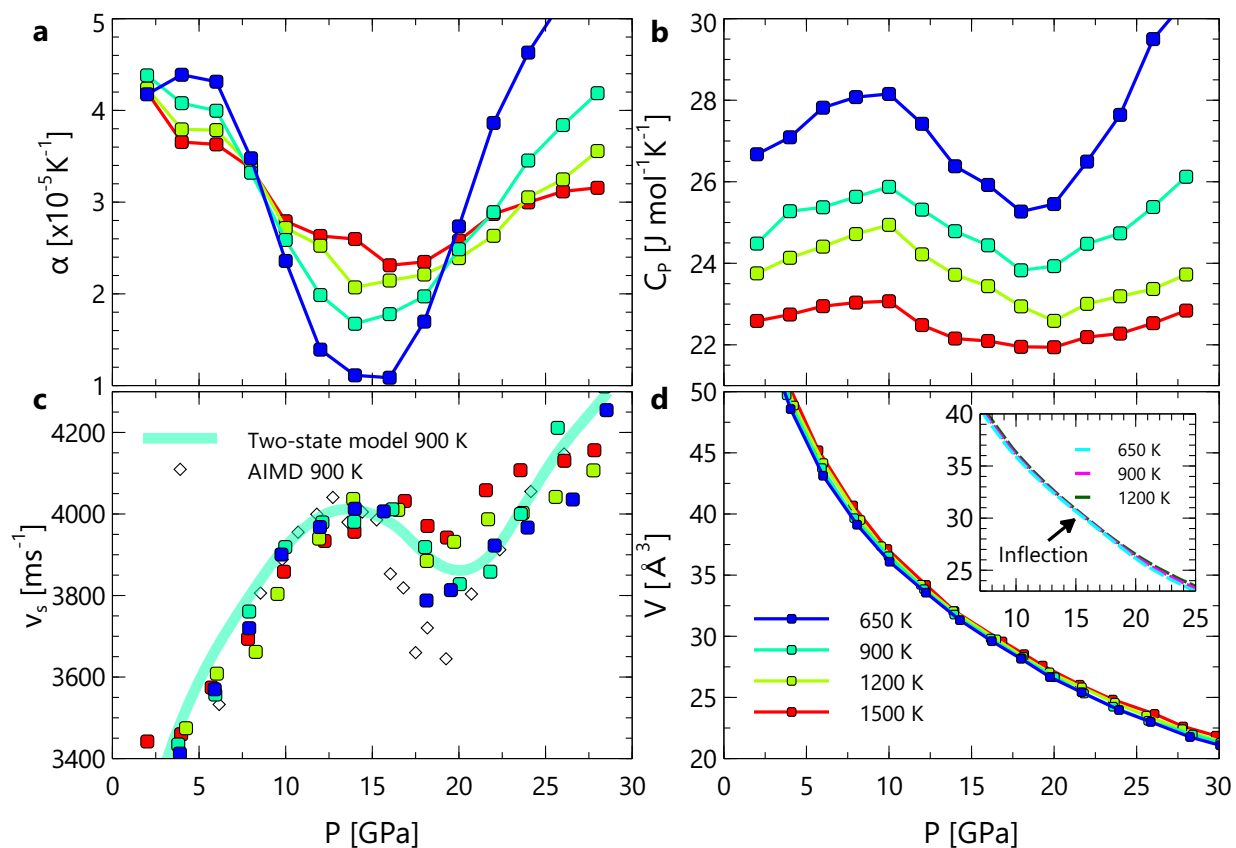 a
5
4
3
2
1
α [x10⁻⁵K⁻¹]
b
30
28
26
24
22
Cₚ [J mol⁻¹K⁻¹]
c
4200
4000
3800
3600
3400
vₛ [ms⁻¹]
Two-state model 900 K
AIMD 900 K
0 5 10 15 20 25 30
P [GPa]
d
50
45
40
35
30
25
20
V [Å³]
650 K
900 K
1200 K
1500 K
40
35
30
25
10 15 20 25
650 K
900 K
1200 K
Inflection
0 5 10 15 20 25 30
P [GPa]